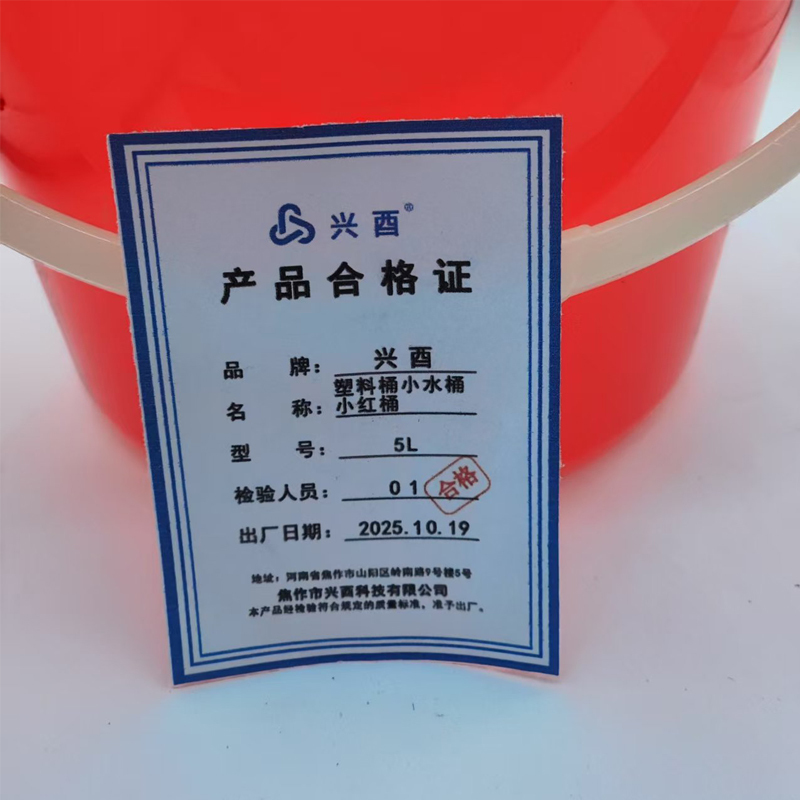 兴酉®
产品合格证
品 牌: 兴酉
塑料桶小水桶
名 称: 小红桶
型 号: 5L
检验人员: 01 合格
出厂日期: 2025.10.19
地址: 河南省焦作市山阳区岭南路9号楼5号
焦作市兴酉科技有限公司
本产品经检验符合规定的质量标准，准予出厂。